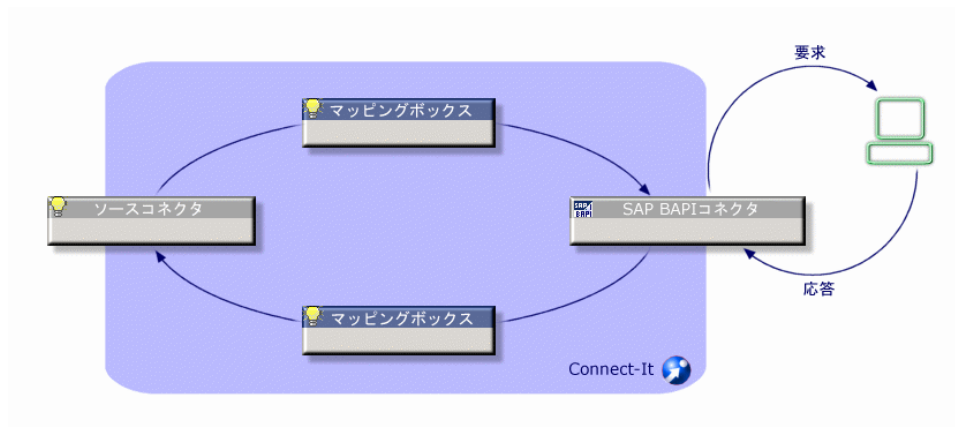 要求
マッピングボックス
ソースコネクタ
SAP BAPI
SAP BAPIコネクタ
応答
マッピングボックス
Connect-It